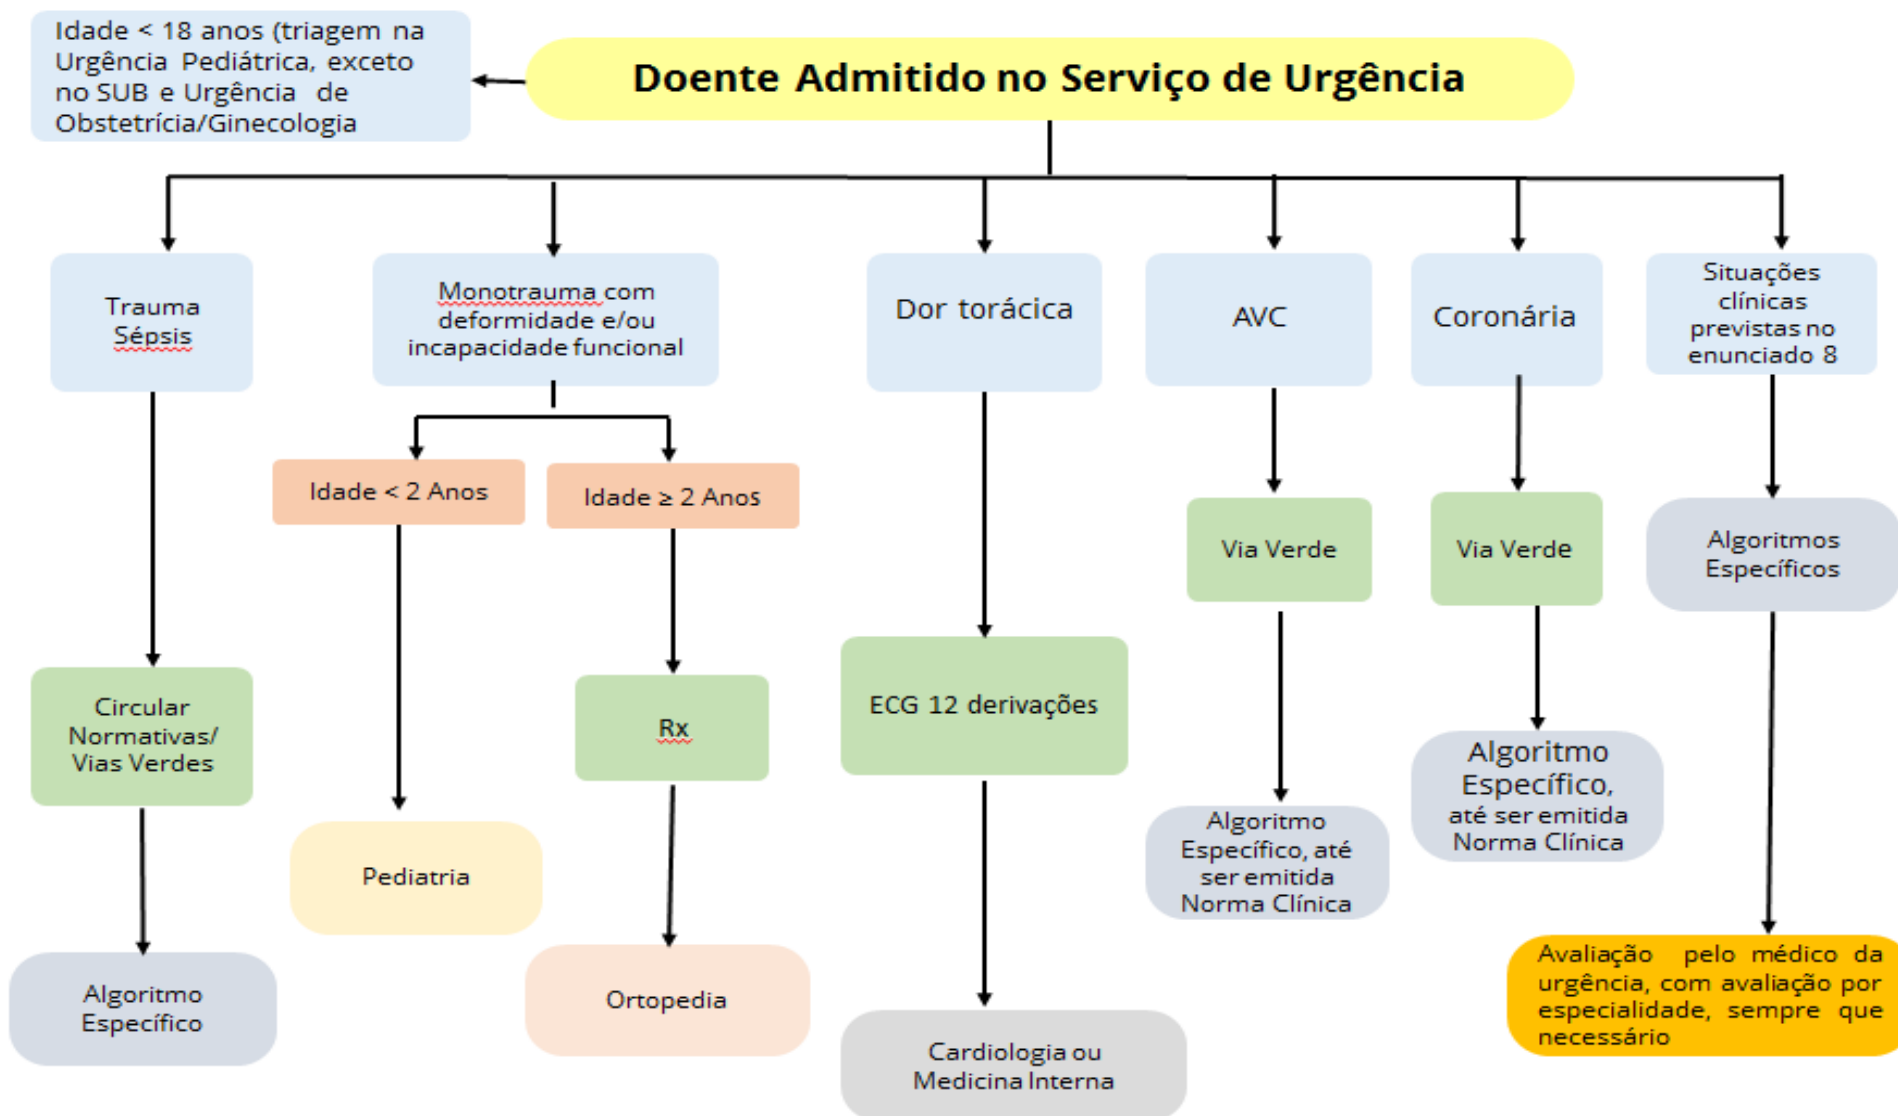 Idade < 18 anos (triagem na
Urgência Pediátrica, exceto
no SUB e Urgência de
Obstetrícia/Ginecologia
Doente Admitido no Serviço de Urgência
Trauma
Sépsis
Monotrauma com
deformidade e/ou
incapacidade funcional
Dor torácica
AVC
Coronária
Situações
clínicas
previstas no
enunciado 8
Idade < 2 Anos
Idade ≥ 2 Anos
Via Verde
Via Verde
Algoritmos
Específicos
Circular
Normativas/
Vias Verdes
Rx
ECG 12 derivações
Algoritmo
Específico, até
ser emitida
Norma Clínica
Algoritmo
Específico,
até ser emitida
Norma Clínica
Pediatria
Algoritmo
Específico
Ortopedia
Cardiologia ou
Medicina Interna
Avaliação pelo médico da
urgência, com avaliação por
especialidade, sempre que
necessário